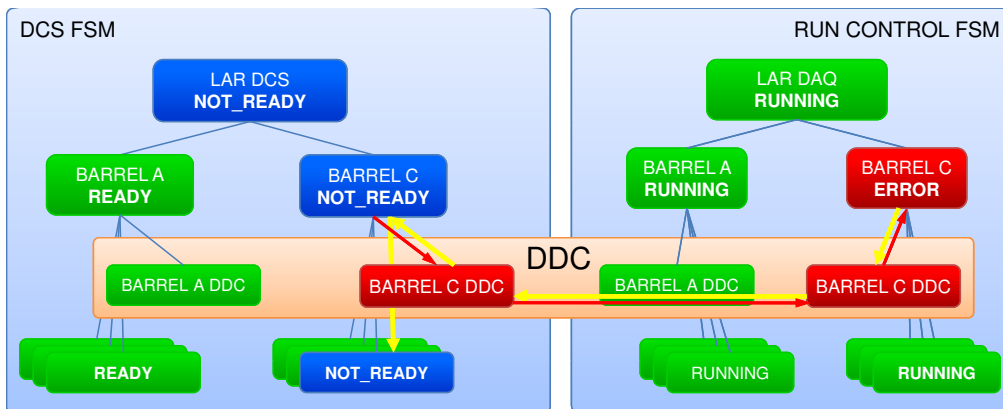 DCS FSM
RUN CONTROL FSM
LAR DCS
NOT_READY
LAR DAQ
RUNNING
BARREL A
READY
BARREL C
NOT_READY
BARREL A
RUNNING
BARREL C
ERROR
DDC
BARREL A DDC
BARREL C DDC
BARREL A DDC
BARREL C DDC
READY
NOT_READY
RUNNING
RUNNING